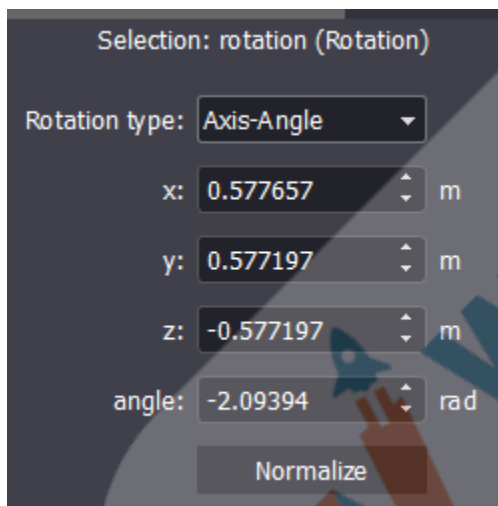 Selection: rotation (Rotation)
Rotation type: Axis-Angle
x: 0.577657 m
y: 0.577197 m
z: -0.577197 m
angle: -2.09394 rad
Normalize